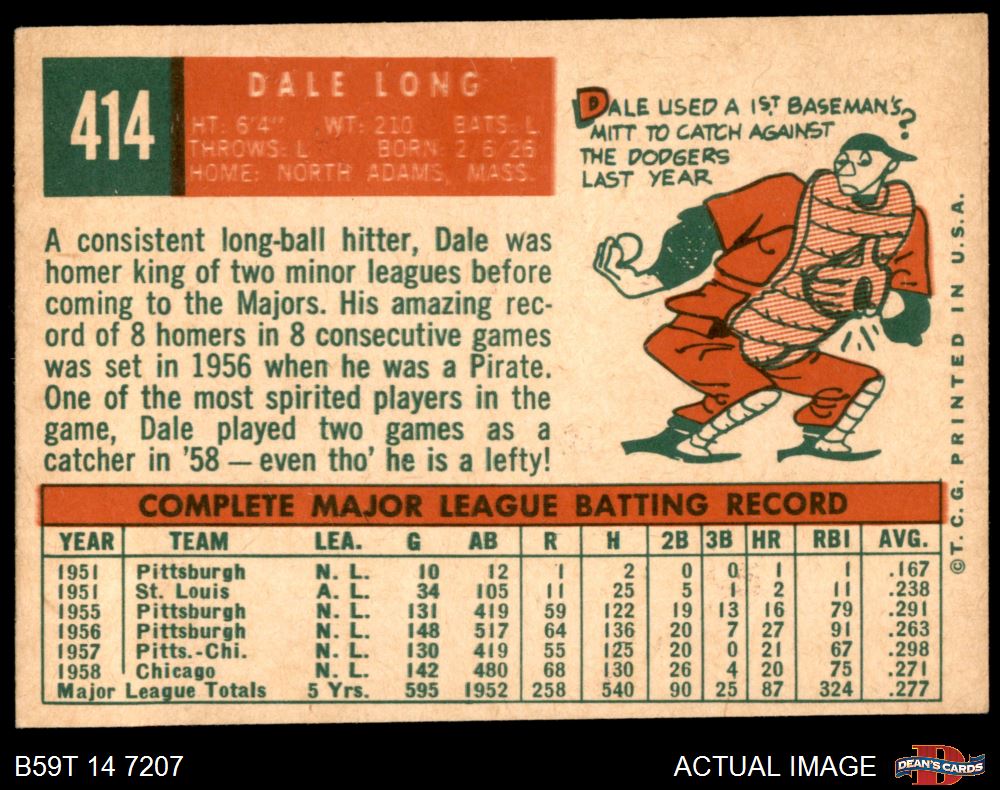 414
DALE LONG
HT: 6'4" WT: 210 BATS: L
THROWS: L BORN: 2/6/26
HOME: NORTH ADAMS, MASS.
DALE USED A 1ST BASEMAN'S
MITT TO CATCH AGAINST
THE DODGERS
LAST YEAR
?
A consistent long-ball hitter, Dale was
homer king of two minor leagues before
coming to the Majors. His amazing rec-
ord of 8 homers in 8 consecutive games
was set in 1956 when he was a Pirate.
One of the most spirited players in the
game, Dale played two games as a
catcher in '58 — even tho' he is a lefty!
COMPLETE MAJOR LEAGUE BATTING RECORD
YEAR TEAM LEA. G AB R H 2B 3B HR RBI AVG.
1951 Pittsburgh N. L. 10 12 1 2 0 0 1 1 .167
1951 St. Louis A. L. 34 105 11 25 5 1 2 11 .238
1955 Pittsburgh N. L. 131 419 59 122 19 13 16 79 .291
1956 Pittsburgh N. L. 148 517 64 136 20 7 27 91 .263
1957 Pitts.-Chi. N. L. 130 419 55 125 20 0 21 67 .298
1958 Chicago N. L. 142 480 68 130 26 4 20 75 .271
Major League Totals 5 Yrs. 595 1952 258 540 90 25 87 324 .277
©T. C. G. PRINTED IN U.S.A.
B59T 14 7207
ACTUAL IMAGE
DEAN'S CARDS